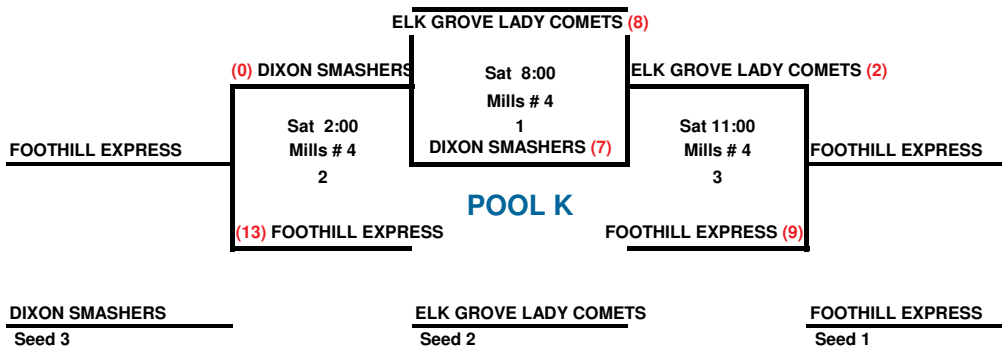 ELK GROVE LADY COMETS (8)
(0) DIXON SMASHERS
Sat 8:00
Mills # 4
1
ELK GROVE LADY COMETS (2)
Sat 2:00
Mills # 4
2
DIXON SMASHERS (7)
Sat 11:00
Mills # 4
3
FOOTHILL EXPRESS
FOOTHILL EXPRESS
POOL K
(13) FOOTHILL EXPRESS
FOOTHILL EXPRESS (9)
DIXON SMASHERS
Seed 3
ELK GROVE LADY COMETS
Seed 2
FOOTHILL EXPRESS
Seed 1